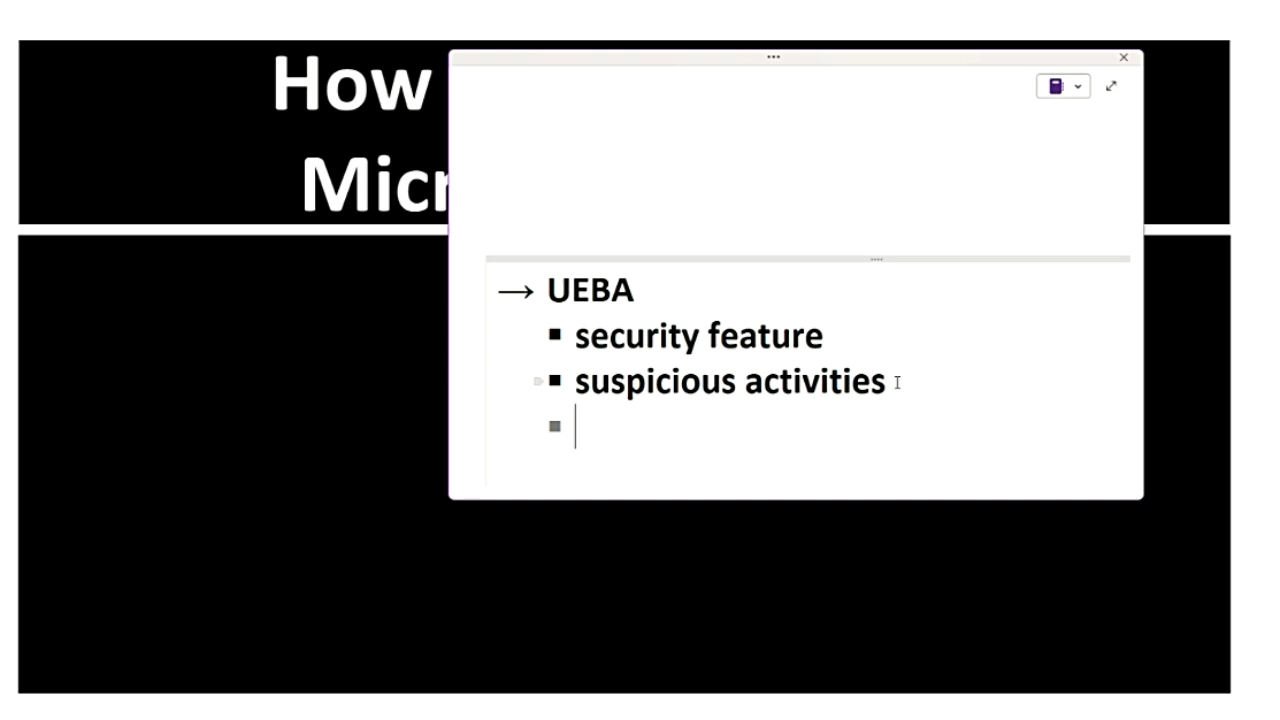 How
Micr
→ UEBA
▪ security feature
▪ suspicious activities
▪